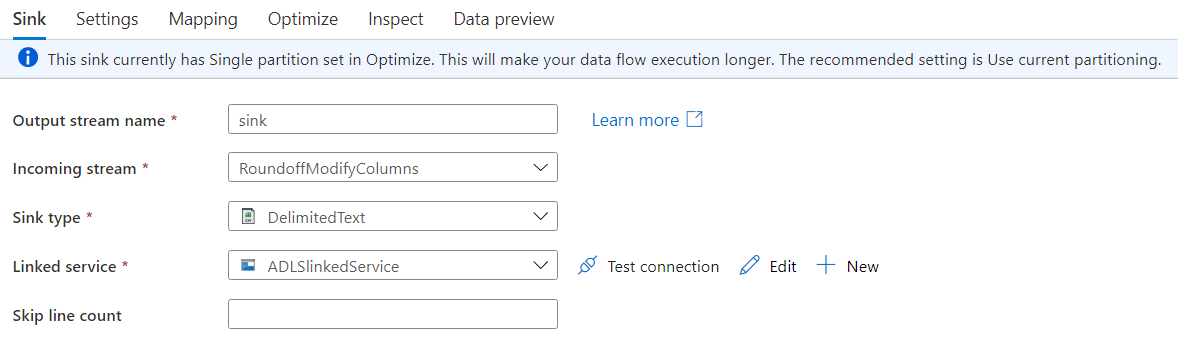 Sink Settings Mapping Optimize Inspect Data preview
This sink currently has Single partition set in Optimize. This will make your data flow execution longer. The recommended setting is Use current partitioning.
Output stream name * sink Learn more
Incoming stream * RoundoffModifyColumns
Sink type * DelimitedText
Linked service * ADLSlinkedService Test connection Edit New
Skip line count